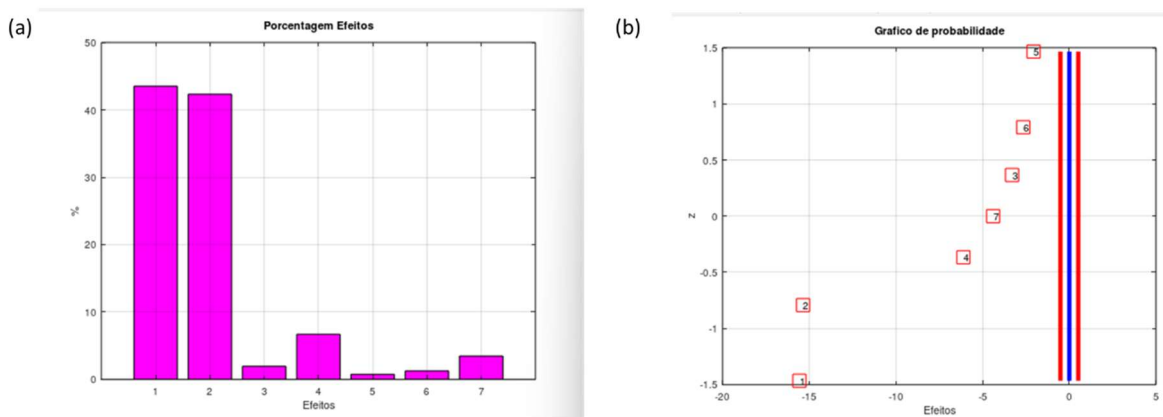 (a)
Porcentagem Efeitos
50
40
30
20
10
0
%
1 2 3 4 5 6 7
Efeitos
(b)
Grafico de probabilidade
1.5
1
0.5
0
-0.5
-1
-1.5
z
5
6
3
7
4
2
1
-20 -15 -10 -5 0 5
Efeitos